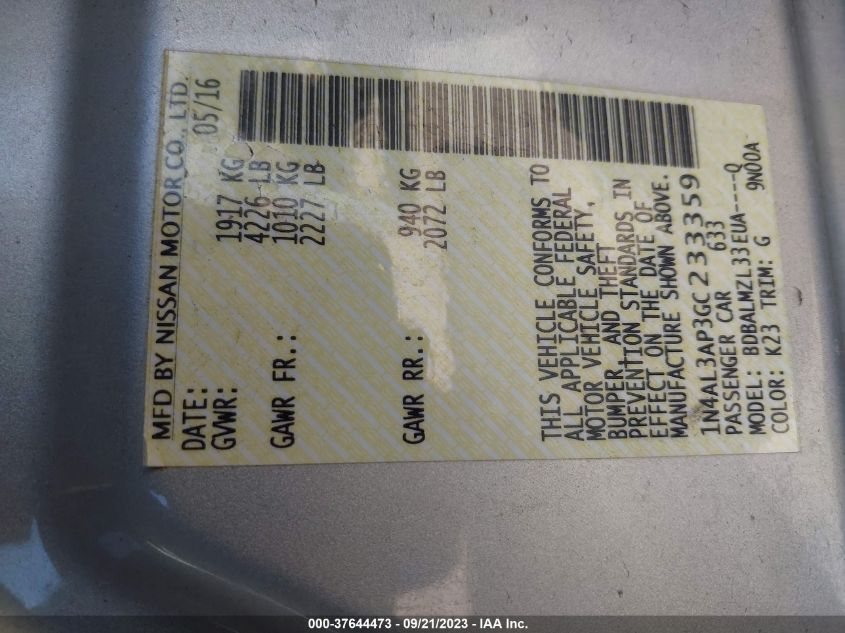 MFD BY NISSAN MOTOR CO., LTD.
DATE: 05/16
GVWR: 1917 KG
4226 LB
GAWR FR.: 1010 KG
2227 LB
GAWR RR.: 940 KG
2072 LB
THIS VEHICLE CONFORMS TO
ALL APPLICABLE FEDERAL
MOTOR VEHICLE SAFETY,
BUMPER AND THEFT
PREVENTION STANDARDS IN
EFFECT ON THE DATE OF
MANUFACTURE SHOWN ABOVE.
1N4AL3AP3GC233359
PASSENGER CAR 633
MODEL: BDBALMZL33EUA----Q
COLOR: K23 TRIM: G 9N00A
000-37644473 - 09/21/2023 - IAA Inc.